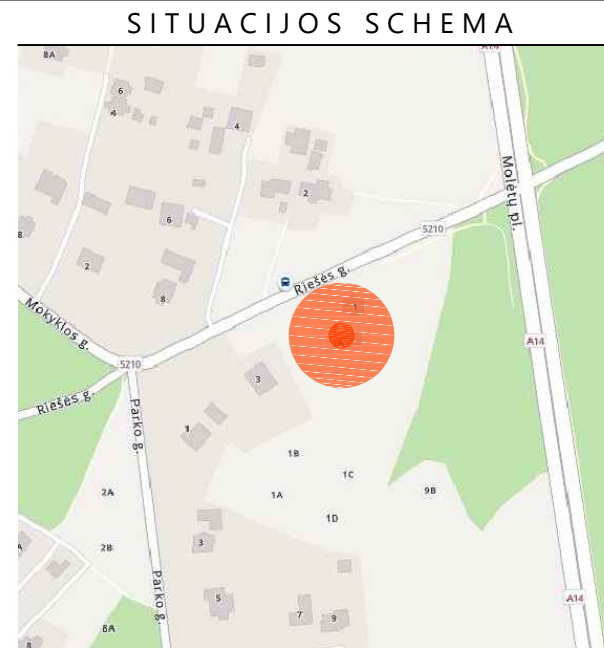 SITUACIJOS SCHEMA
A14
8A
6
4
4
Molėtų pl.
2
6
5210
8
2
Riešės g.
8
1
Mokyklos g.
A14
5210
3
Riešės g.
Parko g.
1
1B
1C
2A
1A
9B
1D
3
2B
A
A14
Parko g.
5
7
9
8A
8